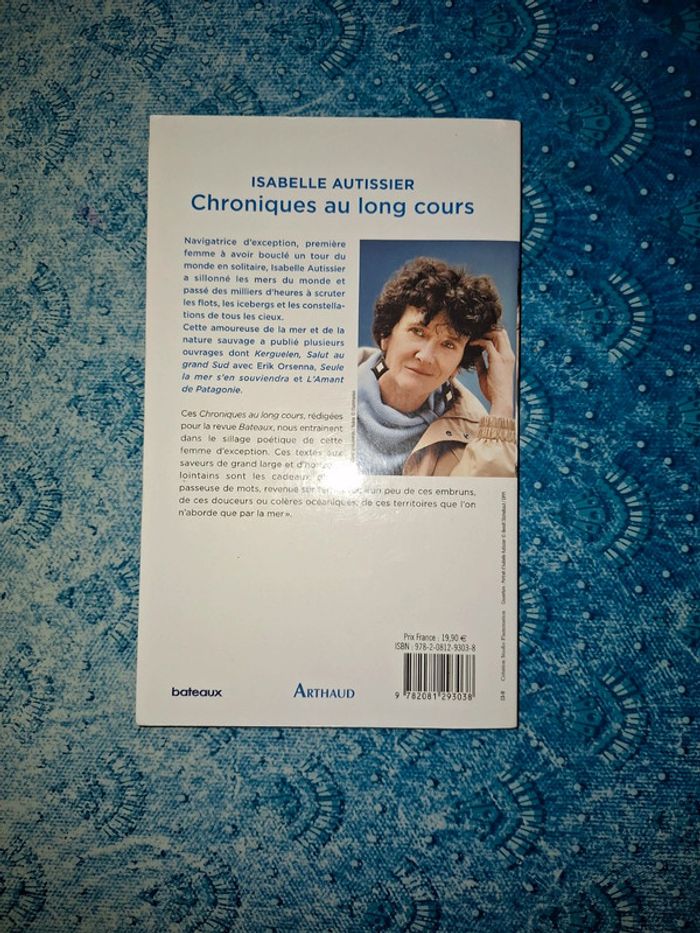 ISABELLE AUTISSIER
Chroniques au long cours
Navigatrice d'exception, première
femme à avoir bouclé un tour du
monde en solitaire, Isabelle Autissier
a sillonné les mers du monde et
passé des milliers d'heures à scruter
les flots, les icebergs et les constella-
tions de tous les cieux.
Cette amoureuse de la mer et de la
nature sauvage a publié plusieurs
ouvrages dont Kerguelen, Salut au
grand Sud avec Erik Orsenna, Seule
la mer s'en souviendra et L'Amant
de Patagonie.
Ces Chroniques au long cours, rédigées
pour la revue Bateaux, nous entraînent
dans le sillage poétique de cette
femme d'exception. Ces textes aux
saveurs de grand large et
lointains sont les cadeaux
passeuse de mots, revenue sur un peu de ces embruns,
de ces douceurs ou colères océaniques, de ces territoires que l'on
n'aborde que par la mer ».
Prix France : 19,90 €
ISBN : 978-2-0812-9303-8
9 782081 293038
bateaux
ARTHAUD
Création Studio Flammarion